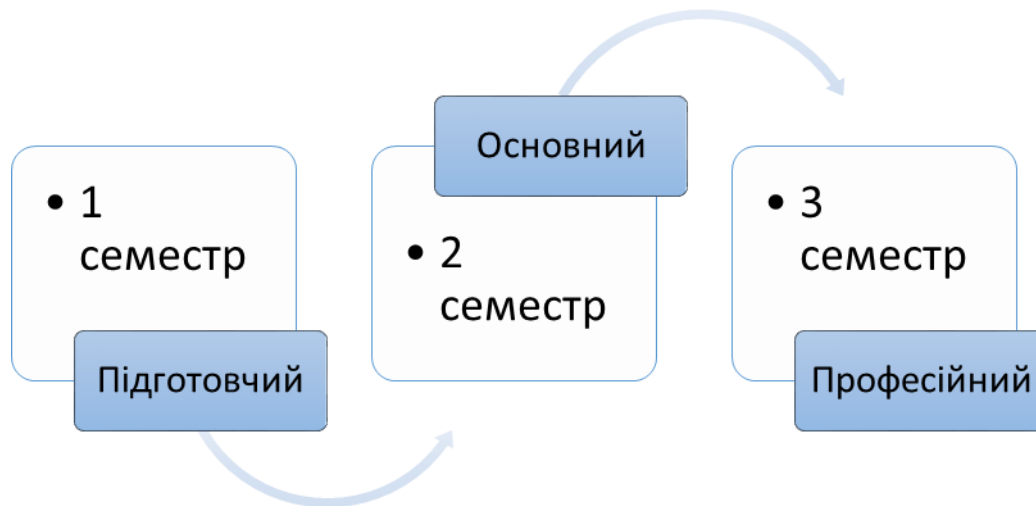 • 1
семестр
Підготовчий
Основний
• 2
семестр
• 3
семестр
Професійний